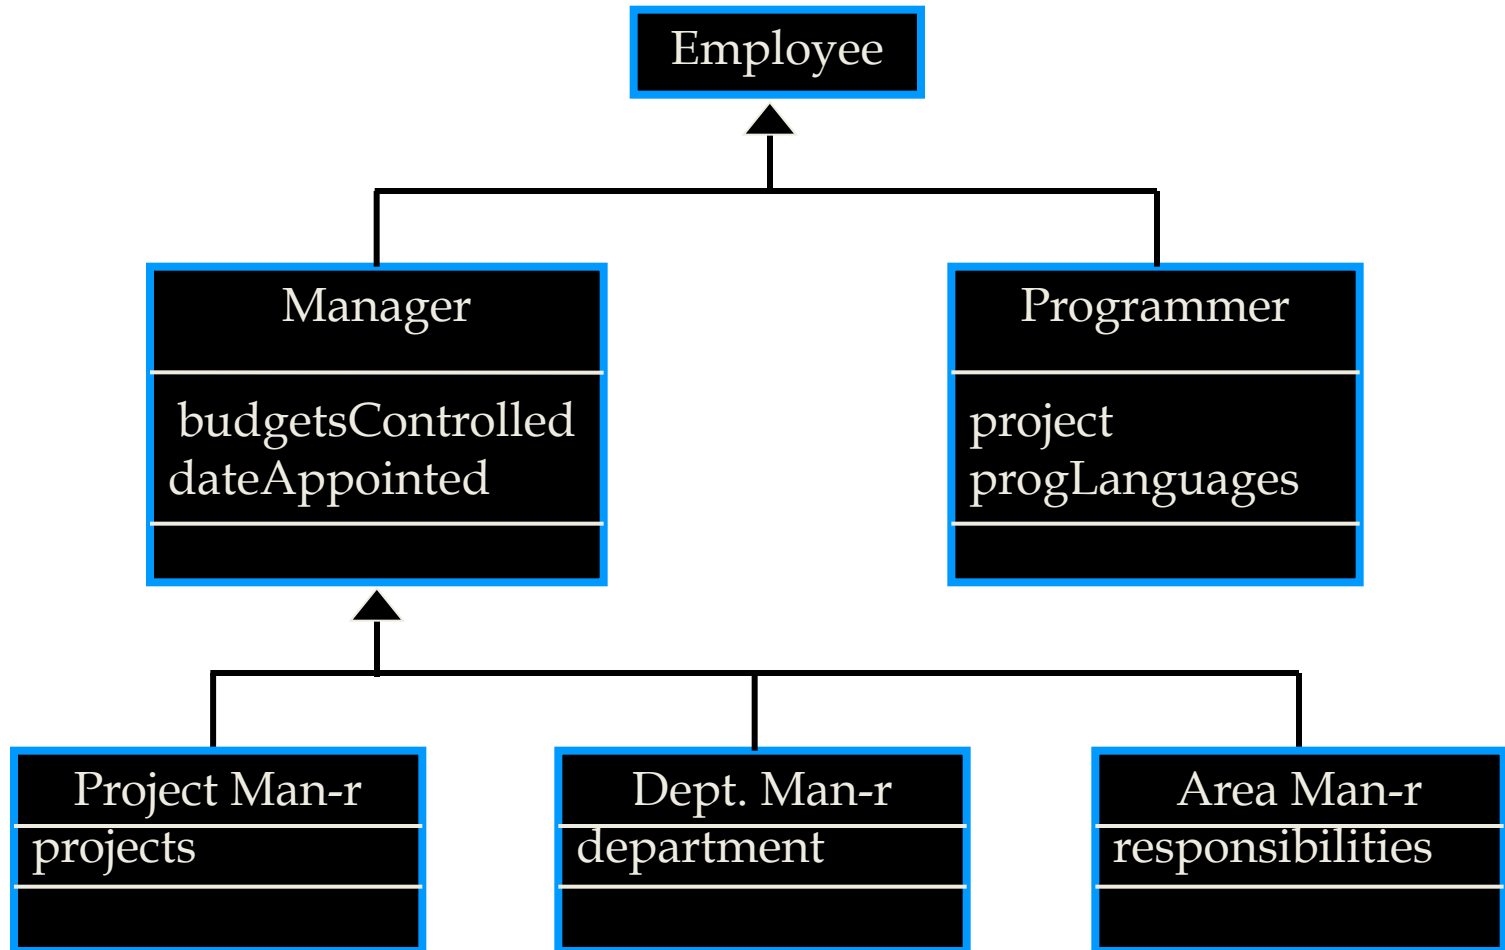 Employee
Manager
budgetsControlled
dateAppointed
Programmer
project
progLanguages
Project Man-r
projects
Dept. Man-r
department
Area Man-r
responsibilities